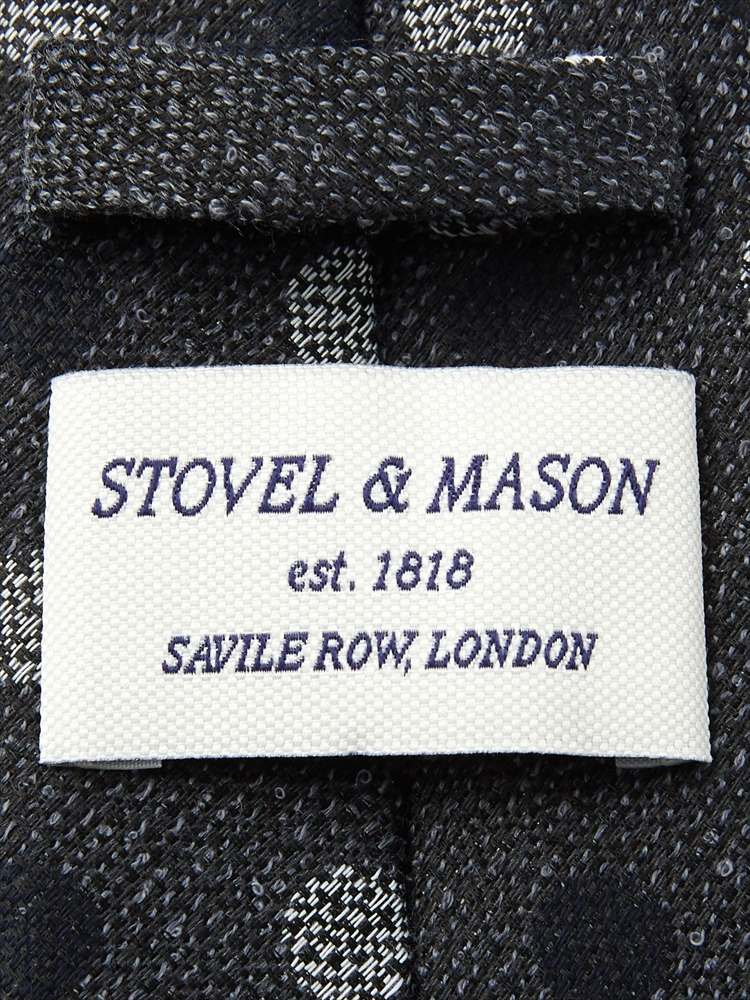 STOVEL & MASON
est. 1818
SAVILE ROW, LONDON